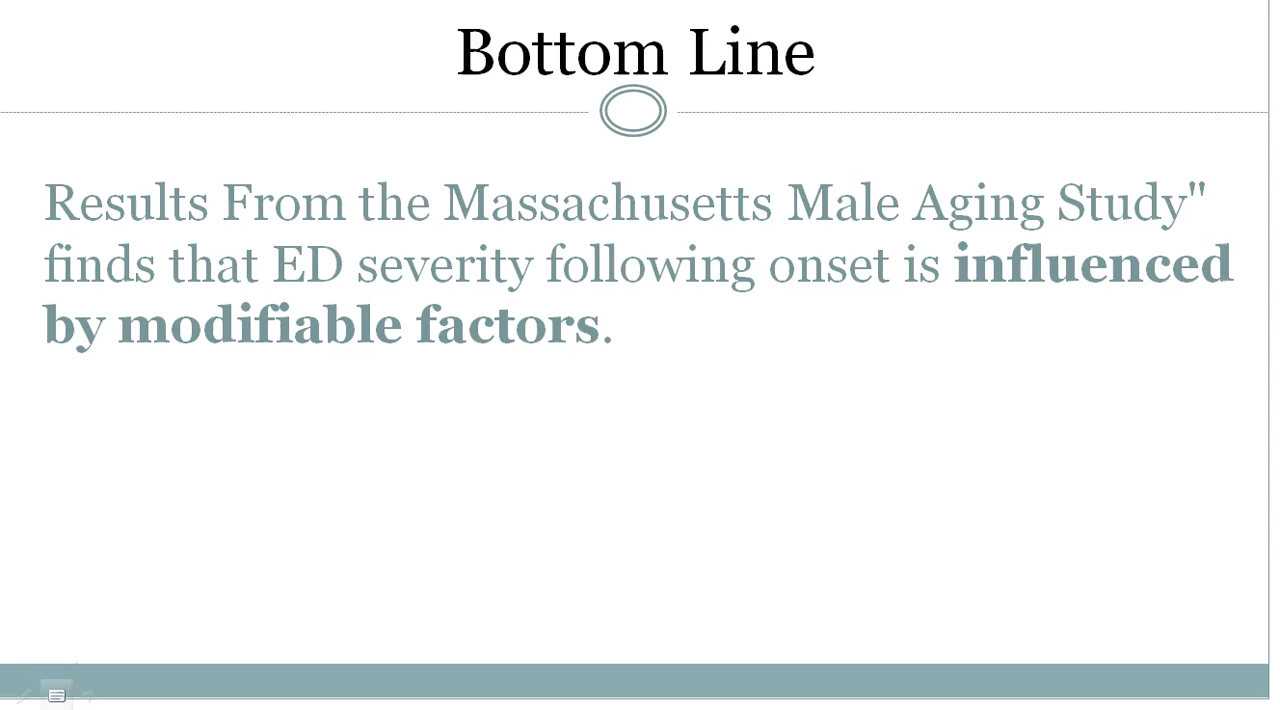 Bottom Line
Results From the Massachusetts Male Aging Study"
finds that ED severity following onset is influenced
by modifiable factors.